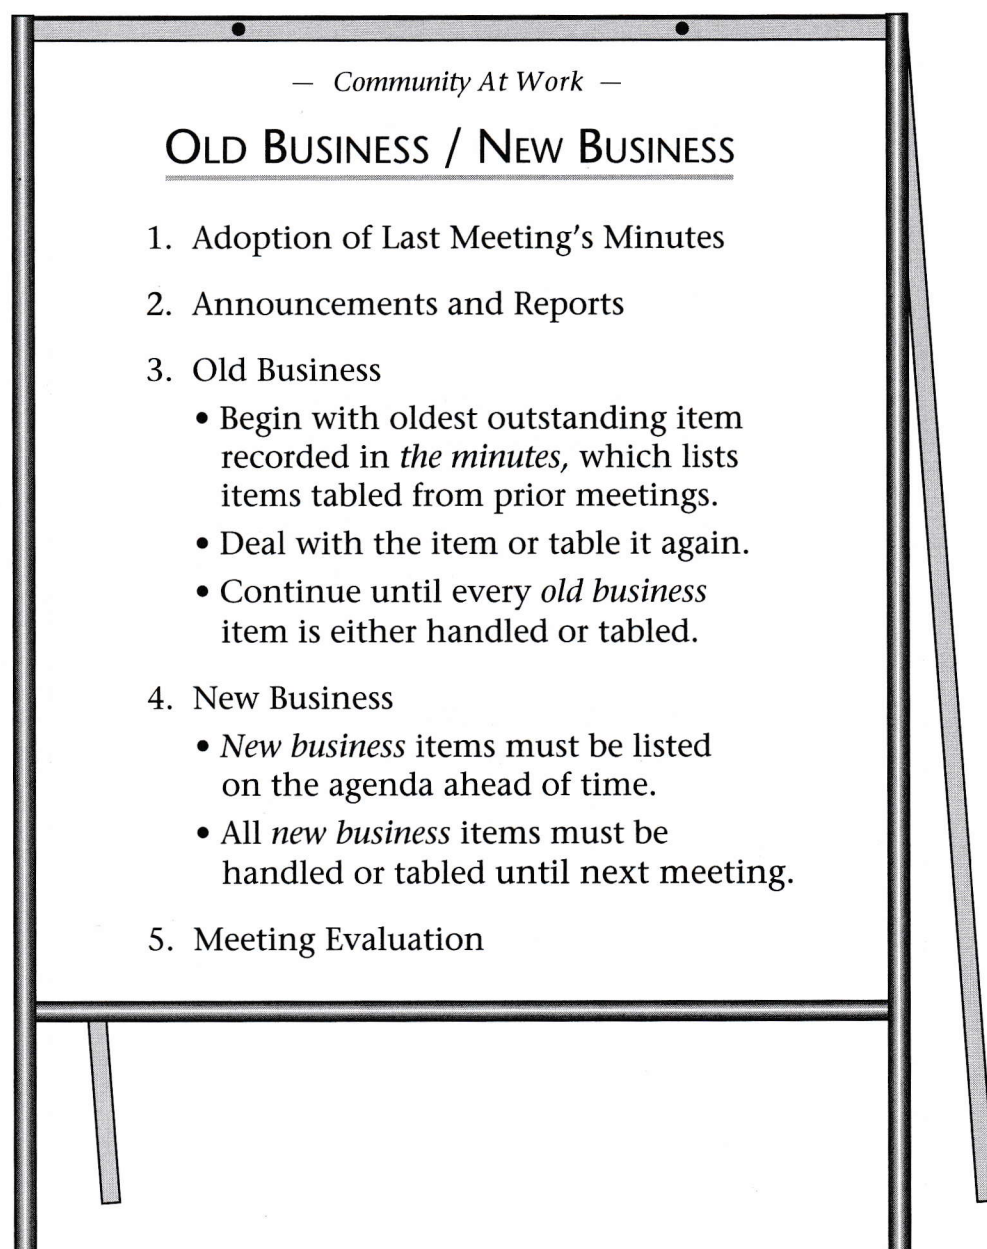 — Community At Work —
OLD BUSINESS / NEW BUSINESS
1. Adoption of Last Meeting's Minutes
2. Announcements and Reports
3. Old Business
• Begin with oldest outstanding item
recorded in the minutes, which lists
items tabled from prior meetings.
• Deal with the item or table it again.
• Continue until every old business
item is either handled or tabled.
4. New Business
• New business items must be listed
on the agenda ahead of time.
• All new business items must be
handled or tabled until next meeting.
5. Meeting Evaluation